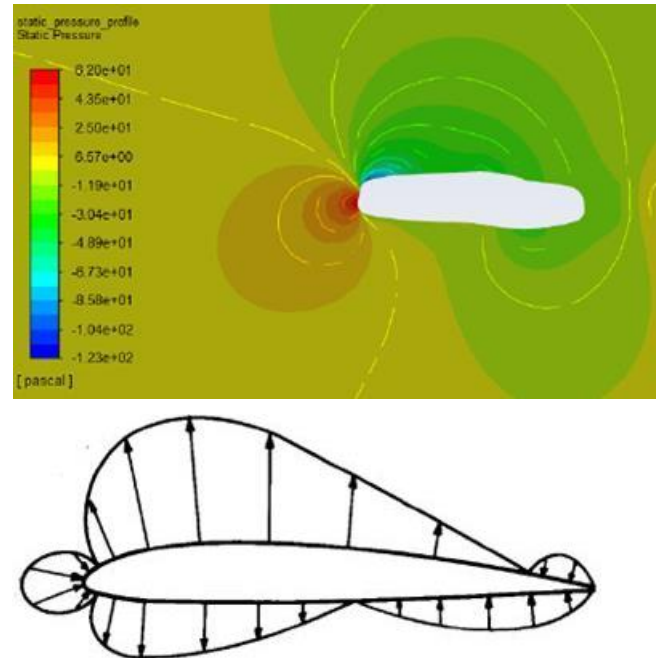 static_pressure_profile
Static Pressure
6.20e+01
4.35e+01
2.50e+01
6.57e+00
-1.19e+01
-3.04e+01
-4.89e+01
-6.73e+01
-8.58e+01
-1.04e+02
-1.23e+02
[ pascal ]